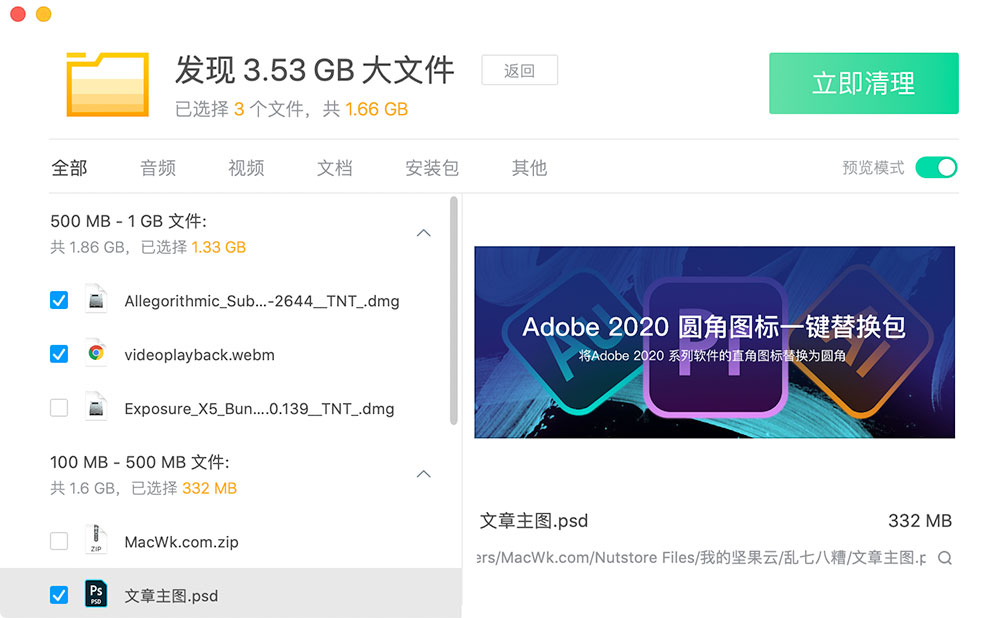 发现 3.53 GB 大文件
返回
立即清理
已选择 3 个文件，共 1.66 GB
全部 音频 视频 文档 安装包 其他
预览模式
500 MB - 1 GB 文件:
共 1.86 GB，已选择 1.33 GB
Allegorithmic_Sub...-2644__TNT_.dmg
videoplayback.webm
Exposure_X5_Bun....0.139__TNT_.dmg
100 MB - 500 MB 文件:
共 1.6 GB，已选择 332 MB
ZIP
MacWk.com.zip
Ps
PSD
文章主图.psd
Au
Pr
Ai
Adobe 2020 圆角图标一键替换包
将Adobe 2020 系列软件的直角图标替换为圆角
文章主图.psd
332 MB
ers/MacWk.com/Nutstore Files/我的坚果云/乱七八糟/文章主图.p